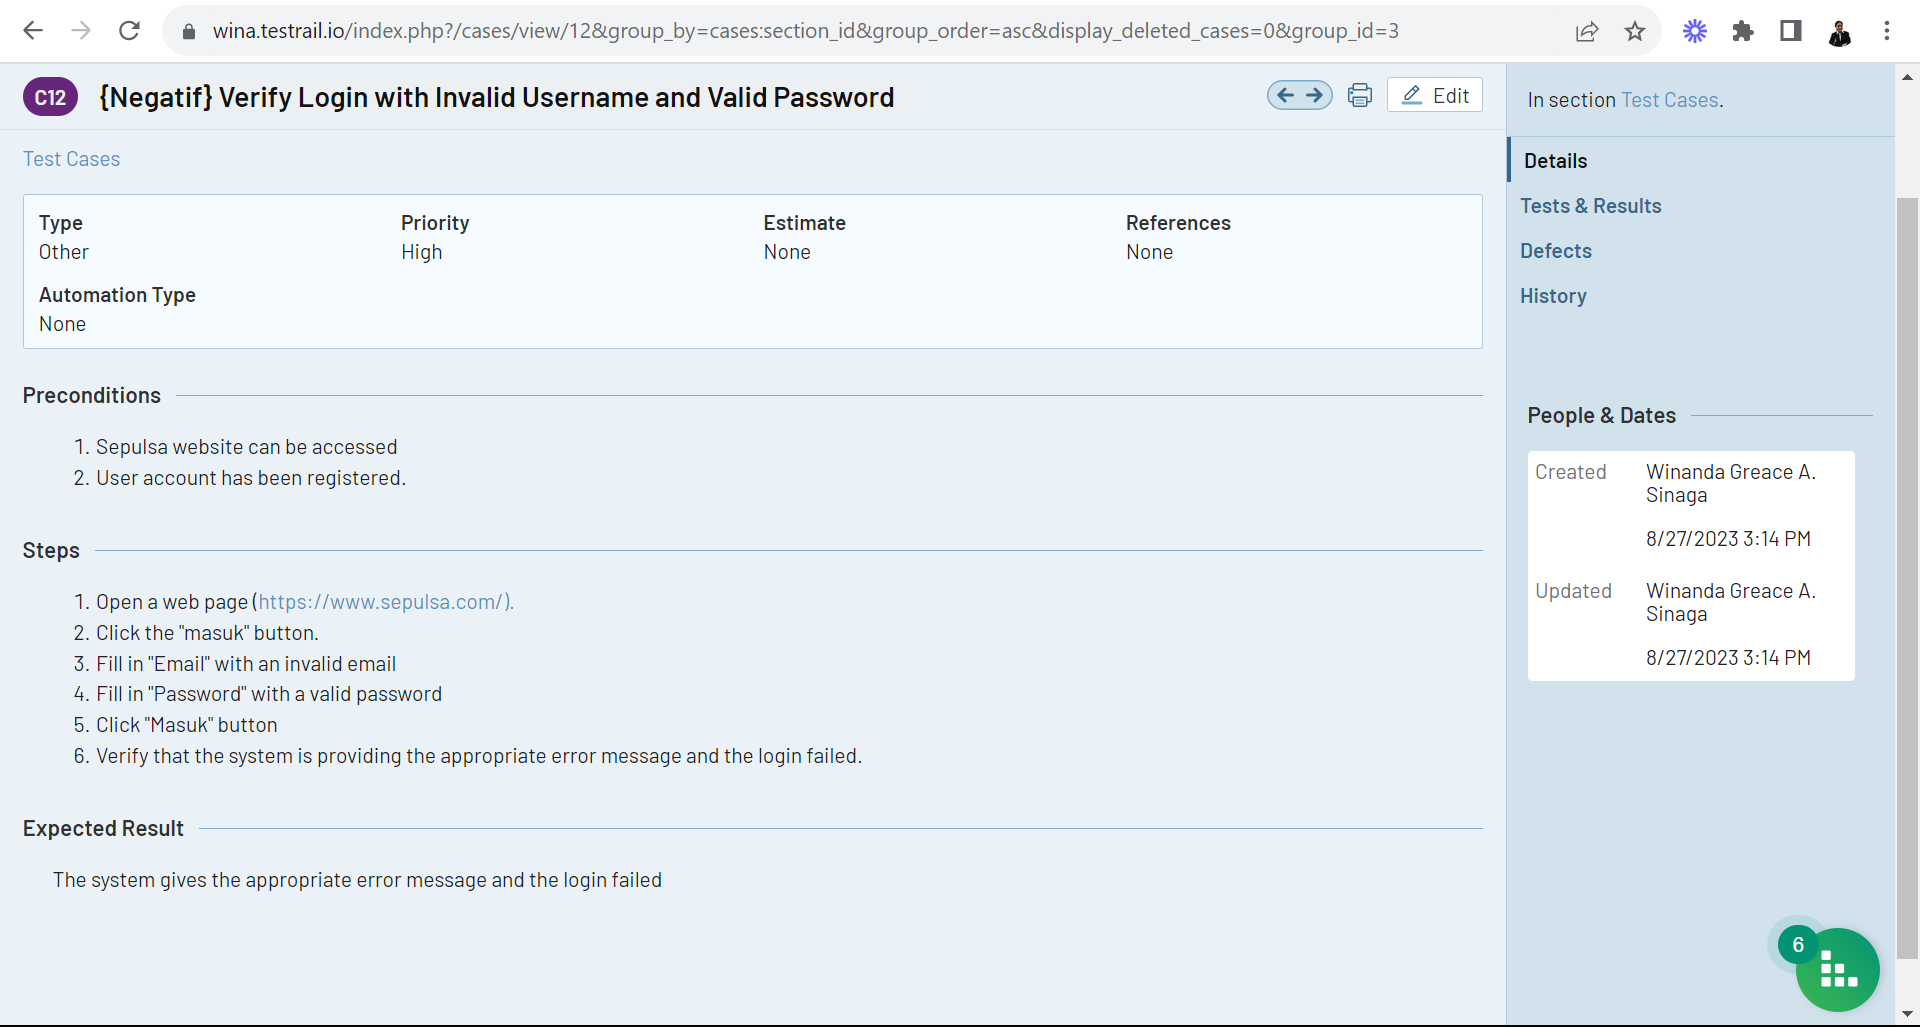 wina.testrail.io/index.php?/cases/view/12&group_by=cases:section_id&group_order=asc&display_deleted_cases=0&group_id=3
C12 {Negatif} Verify Login with Invalid Username and Valid Password
Edit
Test Cases
Type Priority Estimate References
Other High None None
Automation Type
None
Preconditions
1. Sepulsa website can be accessed
2. User account has been registered.
Steps
1. Open a web page (https://www.sepulsa.com/).
2. Click the "masuk" button.
3. Fill in "Email" with an invalid email
4. Fill in "Password" with a valid password
5. Click "Masuk" button
6. Verify that the system is providing the appropriate error message and the login failed.
Expected Result
The system gives the appropriate error message and the login failed
In section Test Cases.
Details
Tests & Results
Defects
History
People & Dates
Created Winanda Greace A.
Sinaga
8/27/2023 3:14 PM
Updated Winanda Greace A.
Sinaga
8/27/2023 3:14 PM
6